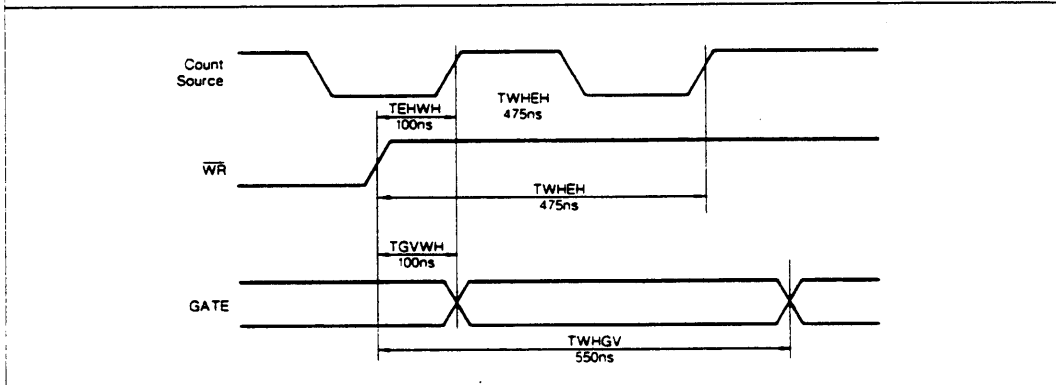 Count
Source
TEHWH
100ns
TWHEH
475ns
WR
TWHEH
475ns
TGVWH
100ns
GATE
TWHGV
550ns